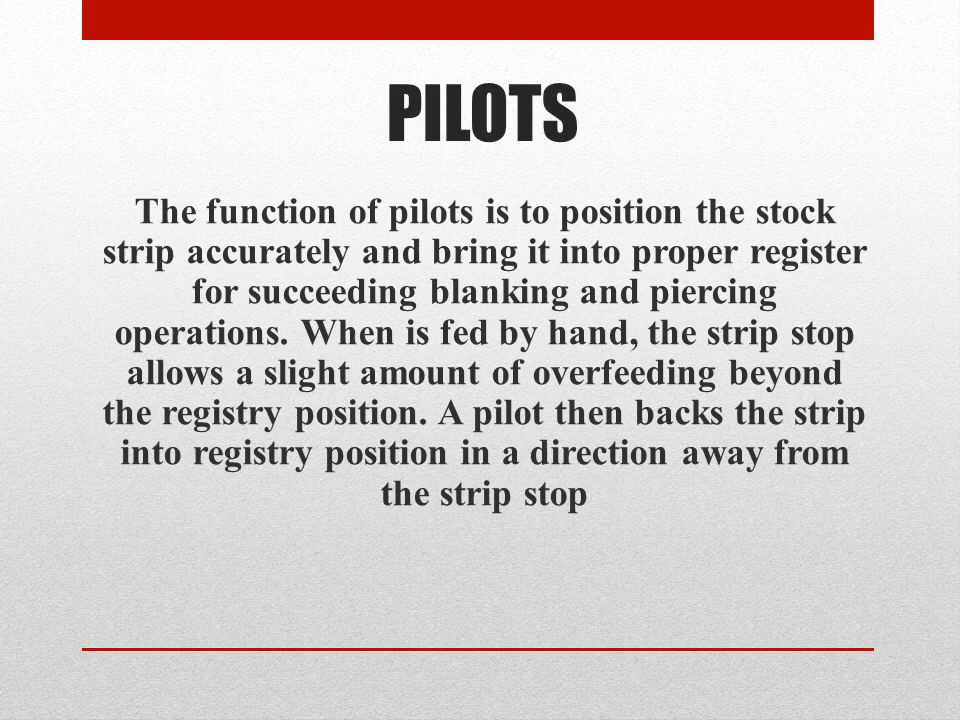 PILOTS
The function of pilots is to position the stock
strip accurately and bring it into proper register
for succeeding blanking and piercing
operations. When is fed by hand, the strip stop
allows a slight amount of overfeeding beyond
the registry position. A pilot then backs the strip
into registry position in a direction away from
the strip stop